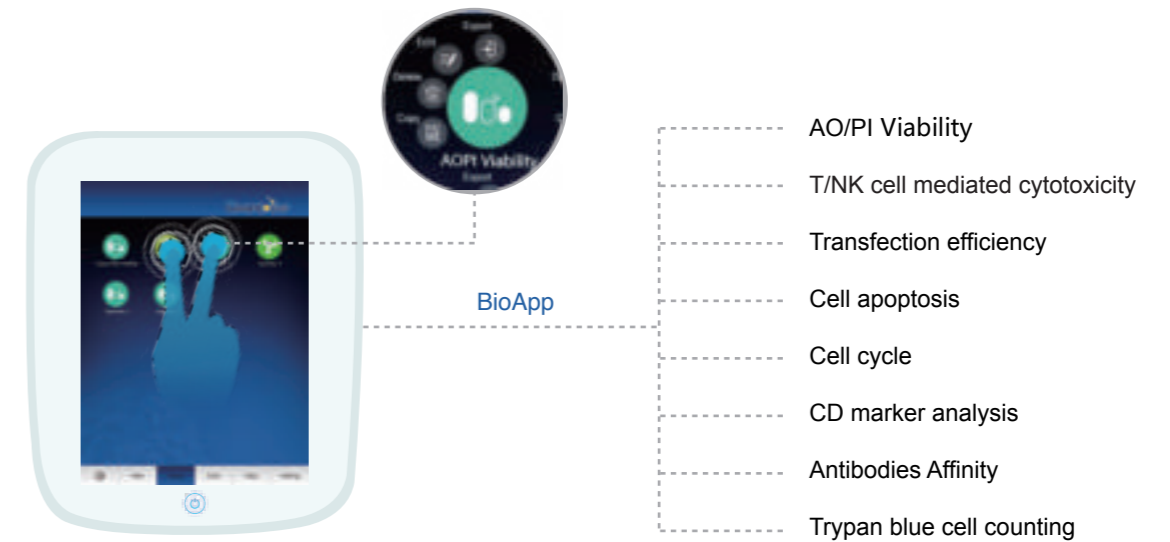 Export
Edit
Delete
Copy
AOPI Viability
Export
BioApp
AO/PI Viability
T/NK cell mediated cytotoxicity
Transfection efficiency
Cell apoptosis
Cell cycle
CD marker analysis
Antibodies Affinity
Trypan blue cell counting